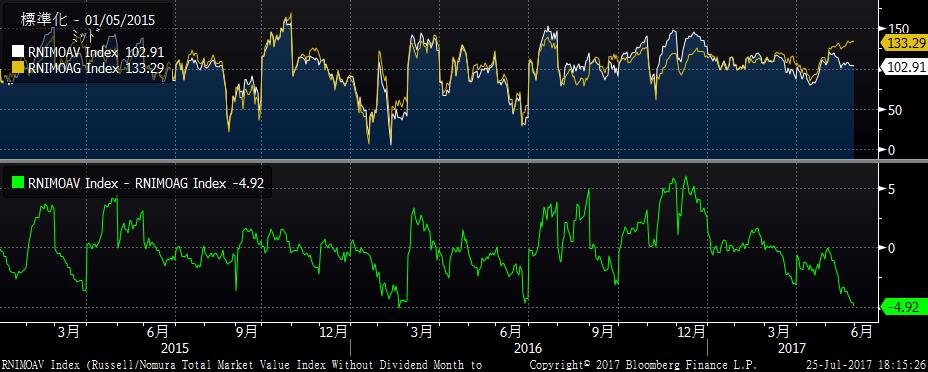 標準化 - 01/05/2015
ミッド
RNIMOAV Index 102.91
RNIMOAG Index 133.29
150
133.29
102.91
50
0
RNIMOAV Index - RNIMOAG Index -4.92
5
0
-4.92
3月 6月 9月 12月 3月 6月 9月 12月 3月 6月
2015 2016 2017
RNIMOAV Index (Russell/Nomura Total Market Value Index Without Dividend Month to Copyright© 2017 Bloomberg Finance L.P. 25-Jul-2017 18:15:26